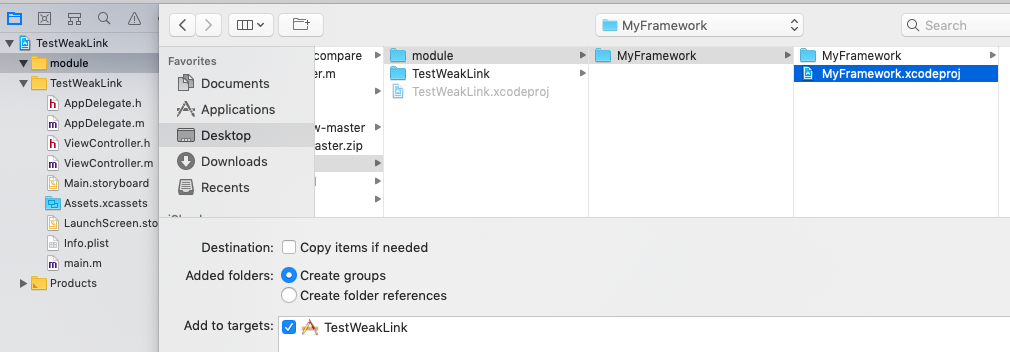 TestWeakLink
module
TestWeakLink
AppDelegate.h
AppDelegate.m
ViewController.h
ViewController.m
Main.storyboard
Assets.xcassets
LaunchScreen.sto
Info.plist
main.m
Products
MyFramework
Search
Favorites
Documents
Applications
Desktop
Downloads
Recents
compare
er.m
w-master
aster.zip
module
TestWeakLink
TestWeakLink.xcodeproj
MyFramework
MyFramework
MyFramework.xcodeproj
Destination: Copy items if needed
Added folders: Create groups
Create folder references
Add to targets: TestWeakLink